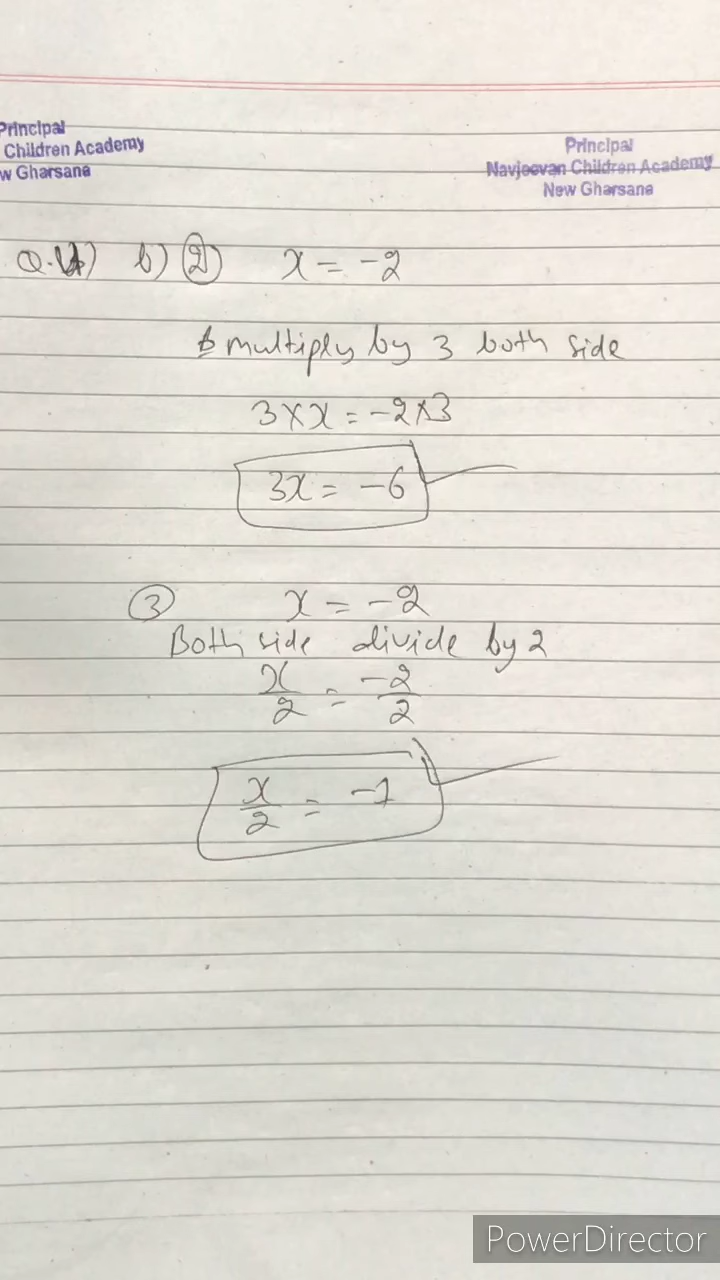 Principal
Children Academy
w Gharsana
Principal
Navjeevan Children Academy
New Gharsana
Q.4) b) ② x = -2
multiply by 3 both side
3×x = -2×3
3x = -6
③ x = -2
Both side divide by 2
x/2 = -2/2
x/2 = -1
PowerDirector